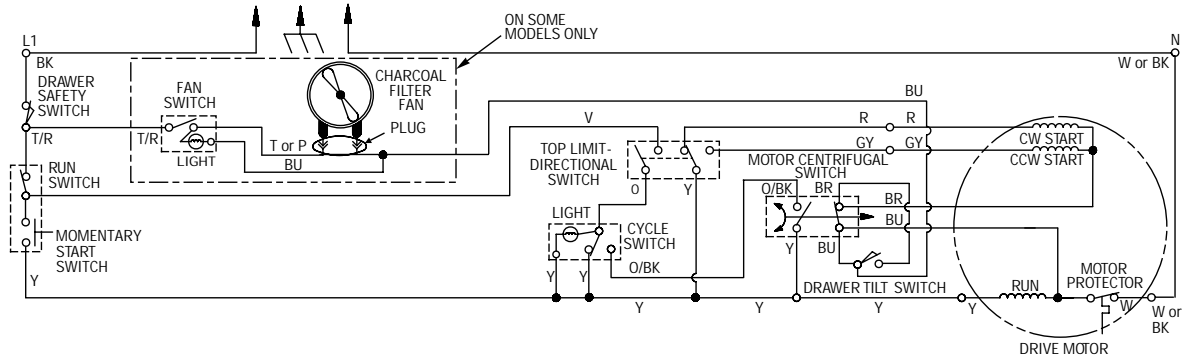 ON SOME
MODELS ONLY
L1
N
BK
W or BK
DRAWER
SAFETY
SWITCH
FAN
SWITCH
CHARCOAL
FILTER
FAN
PLUG
BU
T/R
T/R
LIGHT
T or P
BU
V
R
R
GY
GY
CW START
CCW START
TOP LIMIT-
DIRECTIONAL
SWITCH
MOTOR CENTRIFUGAL
SWITCH
RUN
SWITCH
O
Y
O/BK
BR
BR
BU
LIGHT
CYCLE
SWITCH
MOMENTARY
START
SWITCH
Y
BU
O/BK
Y
Y
Y
DRAWER TILT SWITCH
RUN
MOTOR
PROTECTOR
W
Y
Y
Y
Y
W or
BK
DRIVE MOTOR